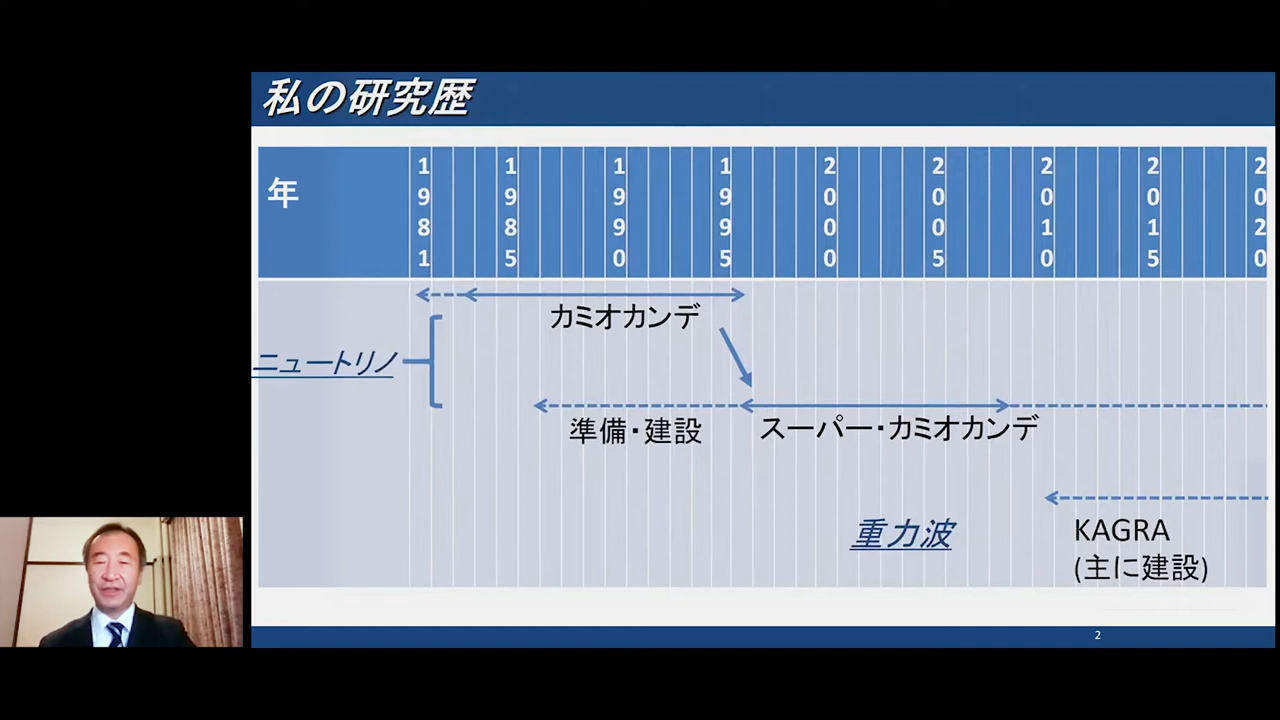 私の研究歴
年
1981
1985
1990
1995
2000
2005
2010
2015
2020
カミオカンデ
ニュートリノ
準備・建設
スーパー・カミオカンデ
重力波
KAGRA
(主に建設)
2